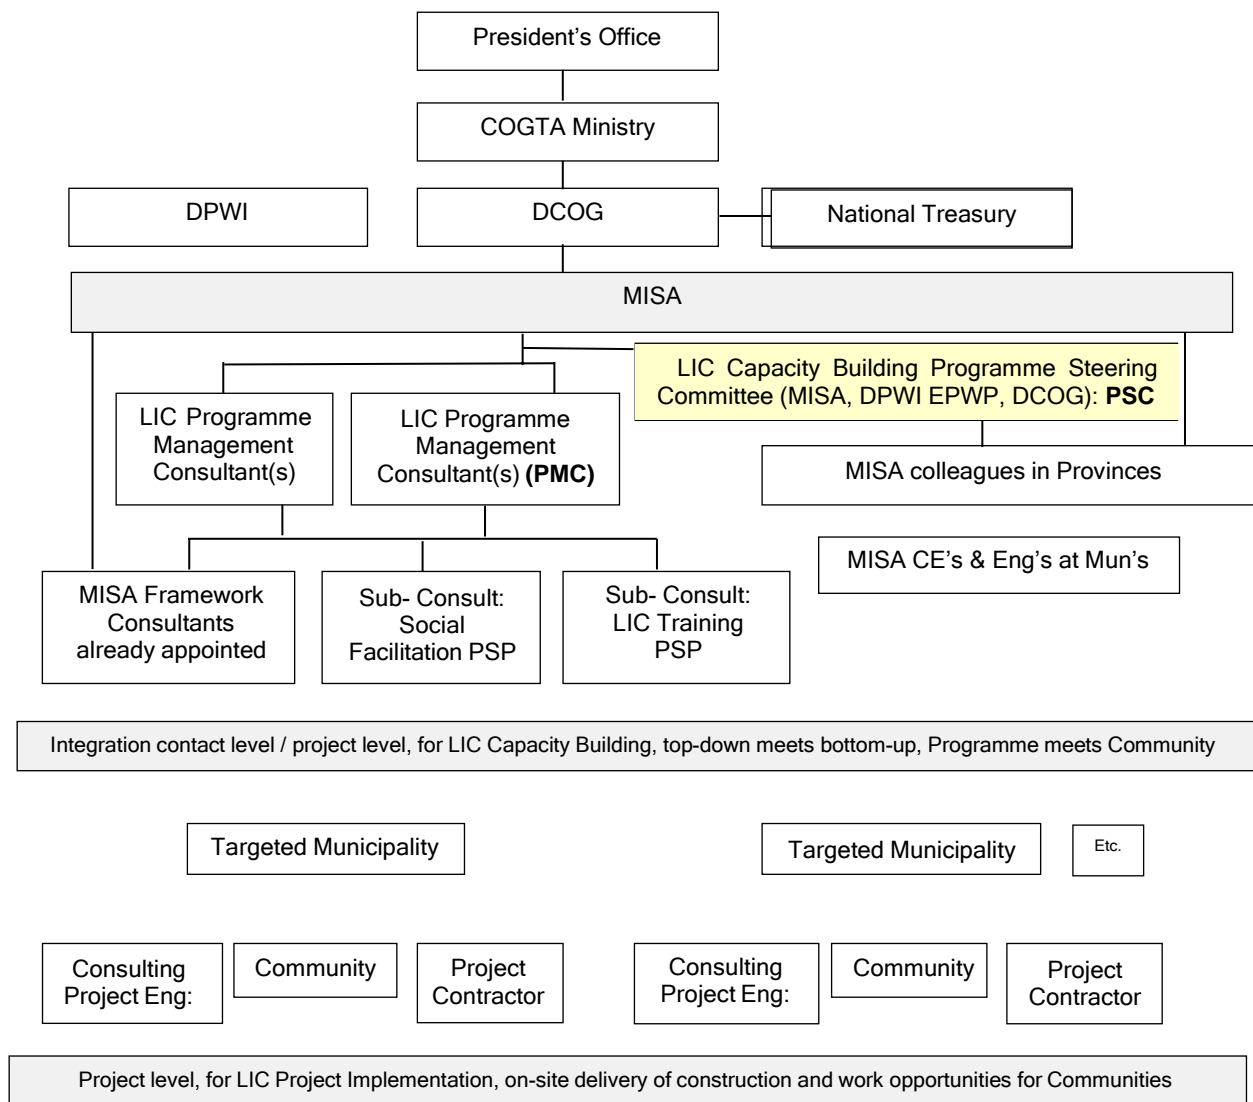 President's Office
COGTA Ministry
DPWI
DCOG
National Treasury
MISA
LIC Capacity Building Programme Steering
Committee (MISA, DPWI EPWP, DCOG): PSC
LIC Programme
Management
Consultant(s)
LIC Programme
Management
Consultant(s) (PMC)
MISA colleagues in Provinces
MISA CE's & Eng's at Mun's
MISA Framework
Consultants
already appointed
Sub- Consult:
Social
Facilitation PSP
Sub- Consult:
LIC Training
PSP
Integration contact level / project level, for LIC Capacity Building, top-down meets bottom-up, Programme meets Community
Targeted Municipality
Targeted Municipality
Etc.
Consulting
Project Eng:
Community
Project
Contractor
Consulting
Project Eng:
Community
Project
Contractor
Project level, for LIC Project Implementation, on-site delivery of construction and work opportunities for Communities